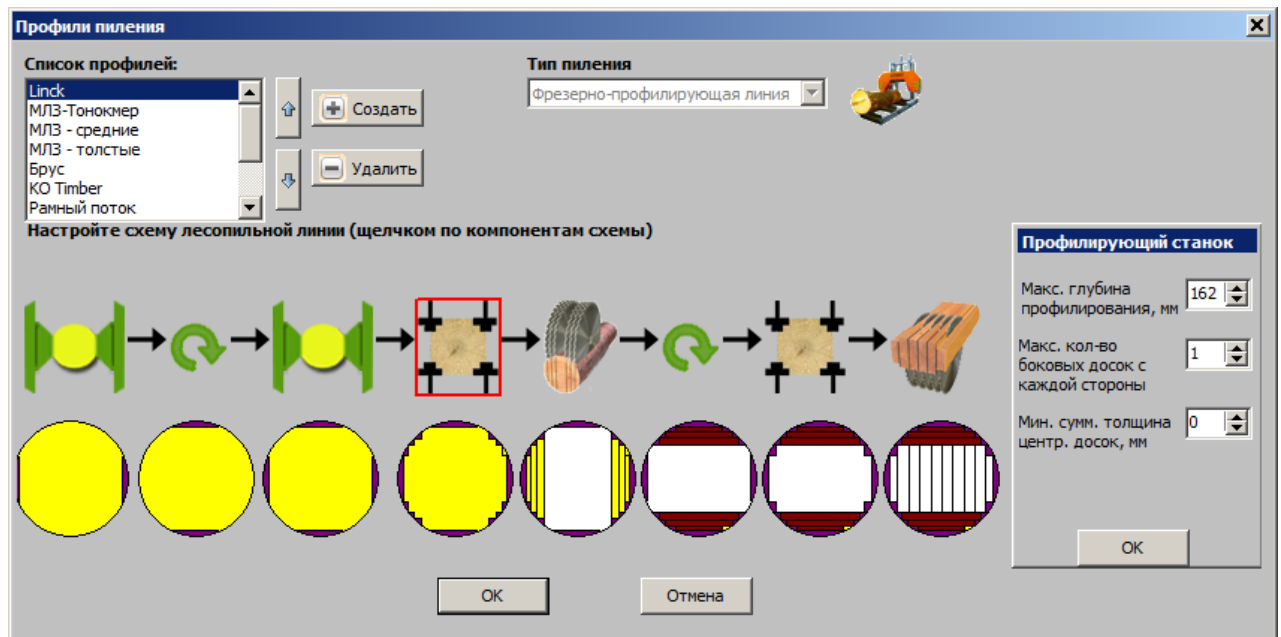 Профили пиления
Список профилей:
Linck
МЛЗ-Тонокмер
МЛЗ - средние
МЛЗ - толстые
Брус
KO Timber
Рамный поток
Создать
Удалить
Тип пиления
Фрезерно-профилирующая линия
Настройте схему лесопильной линии (щелчком по компонентам схемы)
Профилирующий станок
Макс. глубина
профилирования, мм
162
Макс. кол-во
боковых досок с
каждой стороны
1
Мин. сумм. толщина
центр. досок, мм
0
OK
OK
Отмена